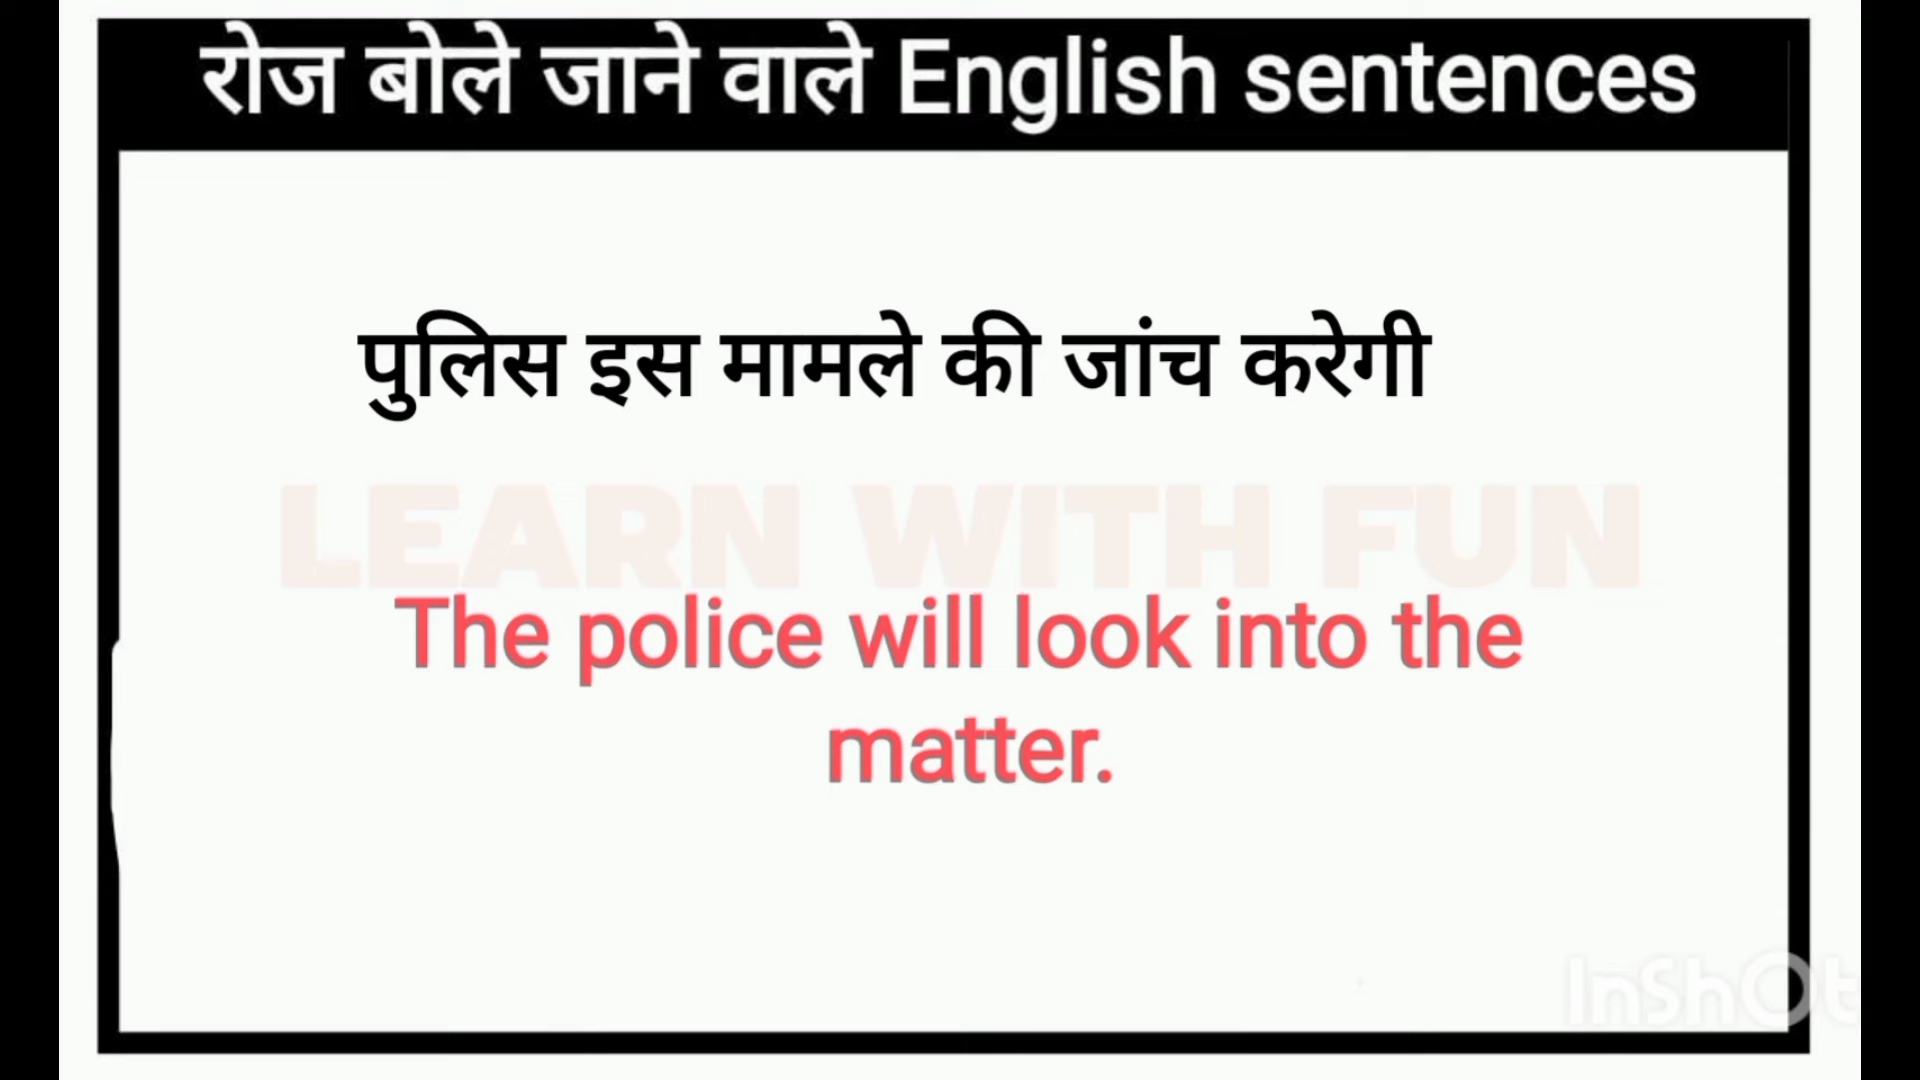 रोज बोले जाने वाले English sentences
पुलिस इस मामले की जांच करेगी
LEARN WITH FUN
The police will look into the
matter.
InShOt